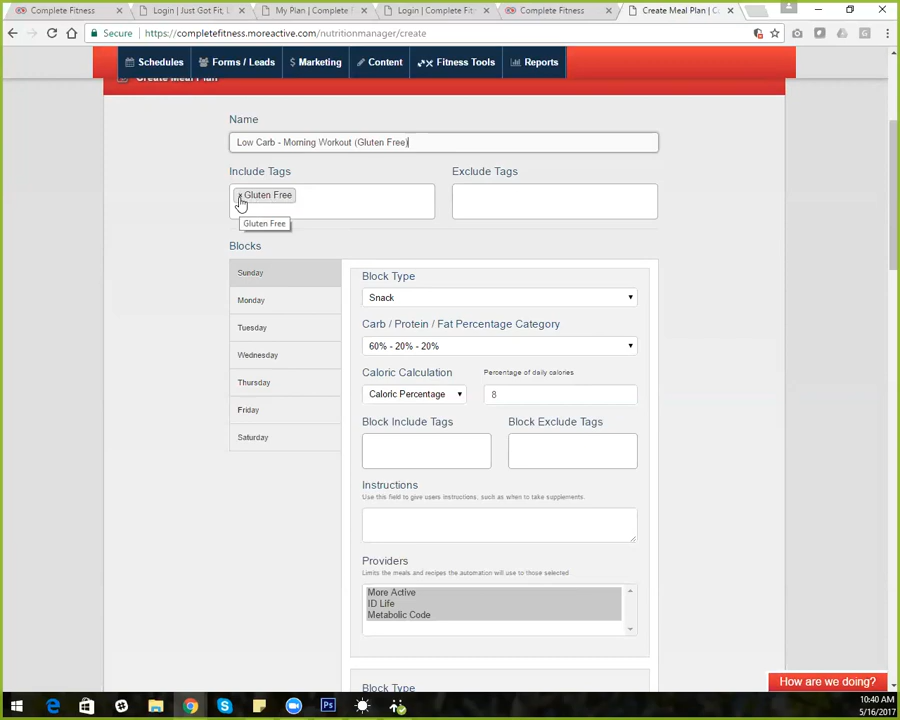 Complete Fitness
Login | Just Got Fit, L
My Plan | Complete F
Login | Complete Fitn
Complete Fitness
Create Meal Plan | Co
Secure
https://completefitness.moreactive.com/nutritionmanager/create
Schedules
Forms / Leads
Marketing
Content
Fitness Tools
Reports
Create Meal Plan
Name
Low Carb - Morning Workout (Gluten Free)
Include Tags
Exclude Tags
×Gluten Free
Gluten Free
Blocks
Sunday
Monday
Tuesday
Wednesday
Thursday
Friday
Saturday
Block Type
Snack
Carb / Protein / Fat Percentage Category
60% - 20% - 20%
Caloric Calculation
Percentage of daily calories
Caloric Percentage
8
Block Include Tags
Block Exclude Tags
Instructions
Use this field to give users instructions, such as when to take supplements.
Providers
Limits the meals and recipes the automation will use to those selected
More Active
ID Life
Metabolic Code
Block Type
How are we doing?
10:40 AM
5/16/2017